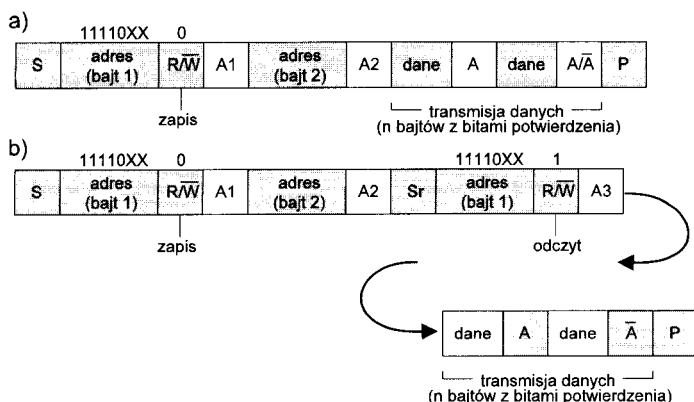 a)
11110XX 0
S adres (bajt 1) R/W̅ A1 adres (bajt 2) A2 dane A dane A/A̅ P
zapis
transmisja danych
(n bajtów z bitami potwierdzenia)
b)
11110XX 0 11110XX 1
S adres (bajt 1) R/W̅ A1 adres (bajt 2) A2 Sr adres (bajt 1) R/W̅ A3
zapis odczyt
dane A dane A̅ P
transmisja danych
(n bajtów z bitami potwierdzenia)